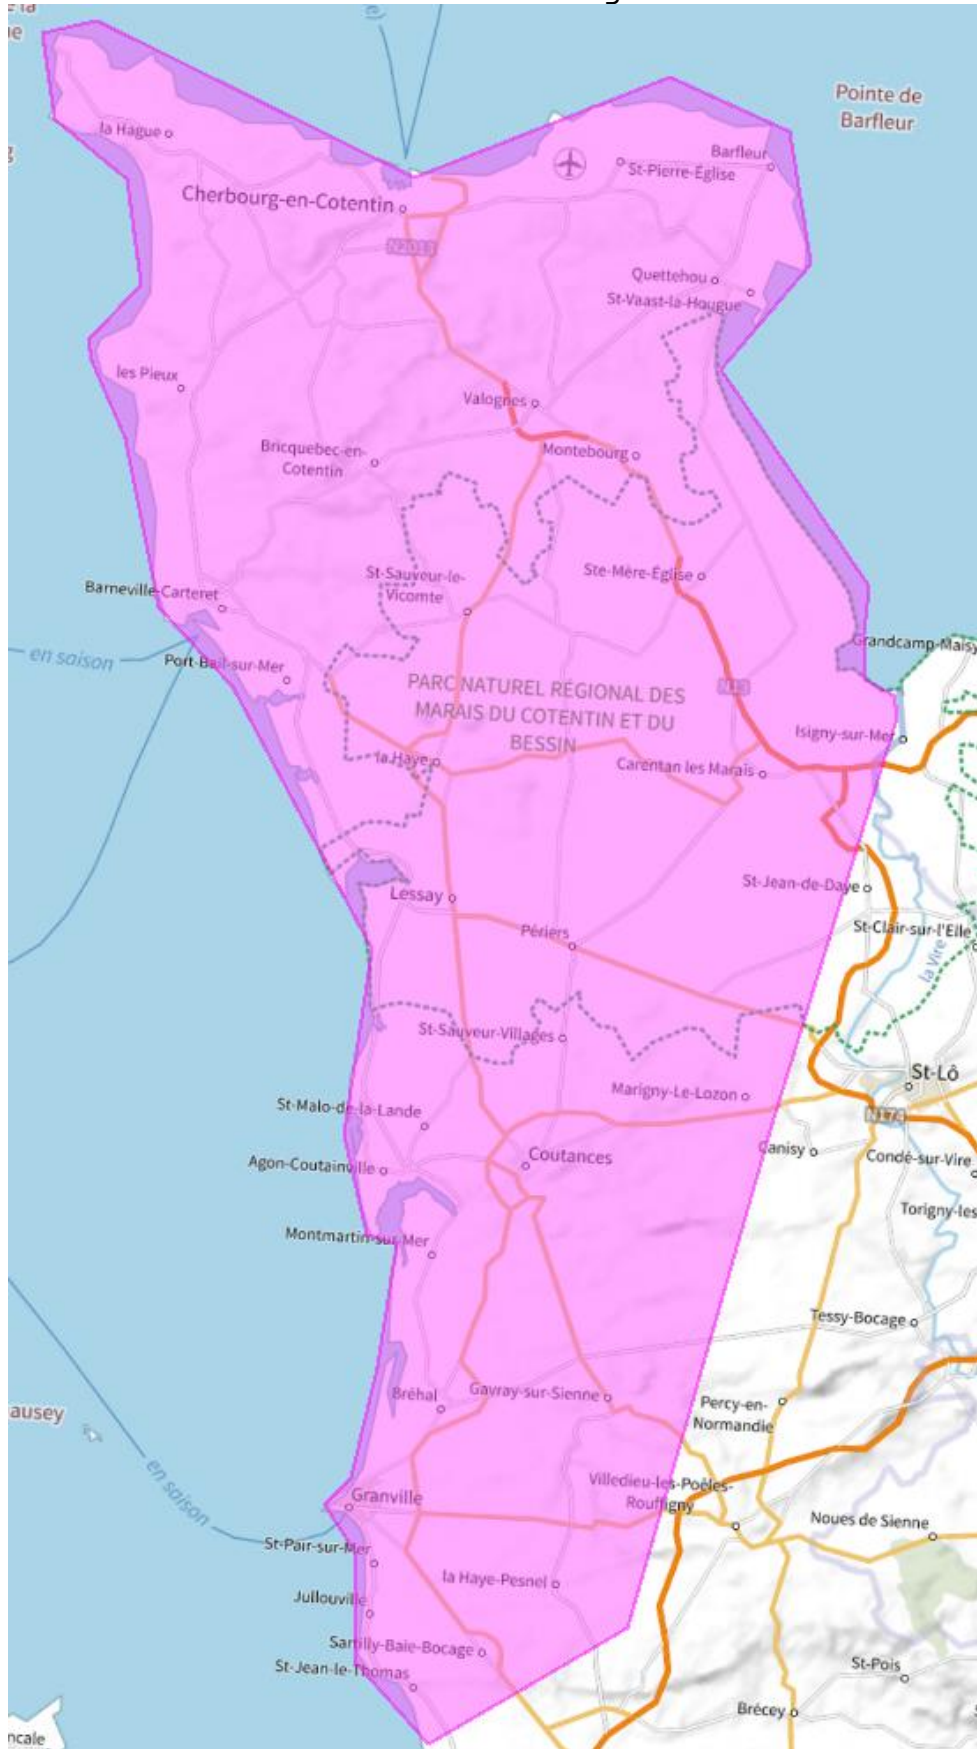 Pointe de
Barfleur
la Hague
Barfleur
St-Pierre-Église
Cherbourg-en-Cotentin
N2013
Quettehou
St-Vaast-la-Hougue
les Pieux
Valognes
Bricquebec-en-
Cotentin
Montebourg
St-Sauveur-le-
Vicomte
Ste-Mère-Église
Barneville-Carteret
Grandcamp-Maisy
en saison
Port-Bail-sur-Mer
PARC NATUREL RÉGIONAL DES
MARAIS DU COTENTIN ET DU
BESSIN
N13
Isigny-sur-Mer
la Haye
Carentan les Marais
St-Jean-de-Daye
Lessay
Périers
St-Clair-sur-l'Elle
la Vire
St-Sauveur-Villages
St-Lô
Marigny-Le-Lozon
N174
St-Malo-de-la-Lande
Canisy
Coutances
Condé-sur-Vire
Agon-Coutainville
Torigny-les
Montmartin-sur-Mer
Tessy-Bocage
Bréhal
Gavray-sur-Sienne
Percy-en-
Normandie
ausey
en saison
Villedieu-les-Poêles-
Rouffigny
Granville
Noues de Sienne
St-Pair-sur-Mer
la Haye-Pesnel
Jullouville
Sartilly-Baie-Bocage
St-Jean-le-Thomas
St-Pois
Brécey
ncale